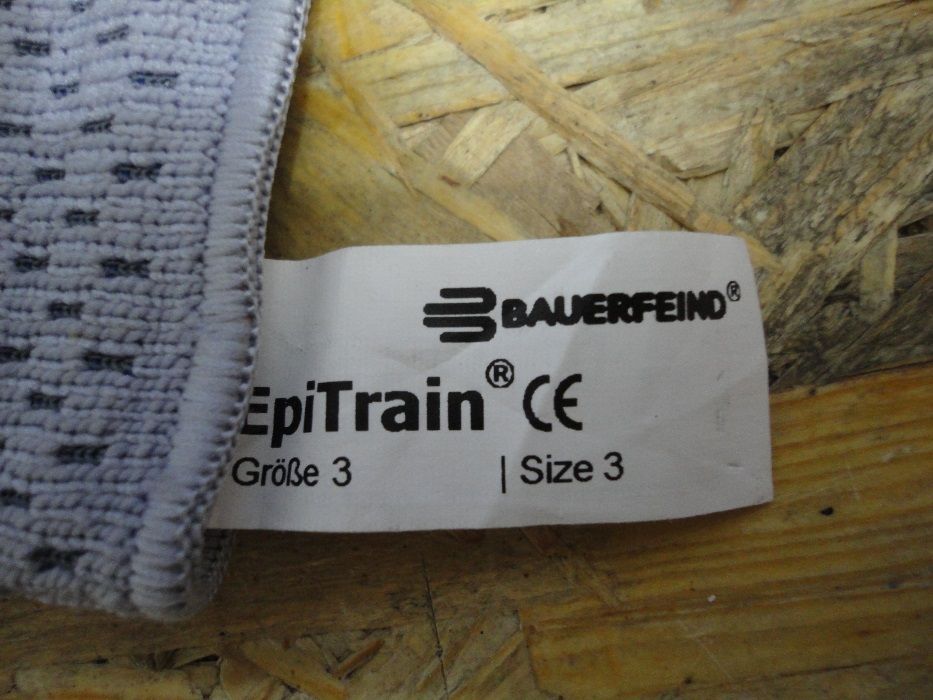 BAUERFEIND®
EpiTrain® CE
Größe 3 | Size 3